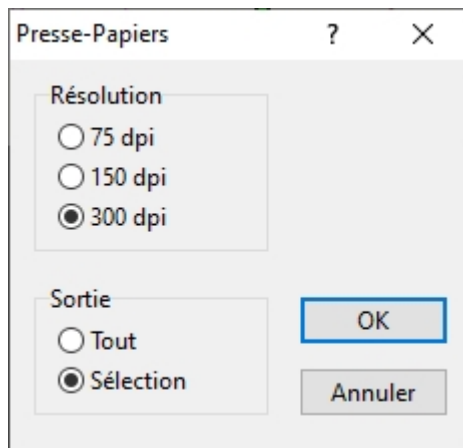 Presse-Papiers ?
Résolution
75 dpi
150 dpi
300 dpi
Sortie
Tout
Sélection
OK
Annuler